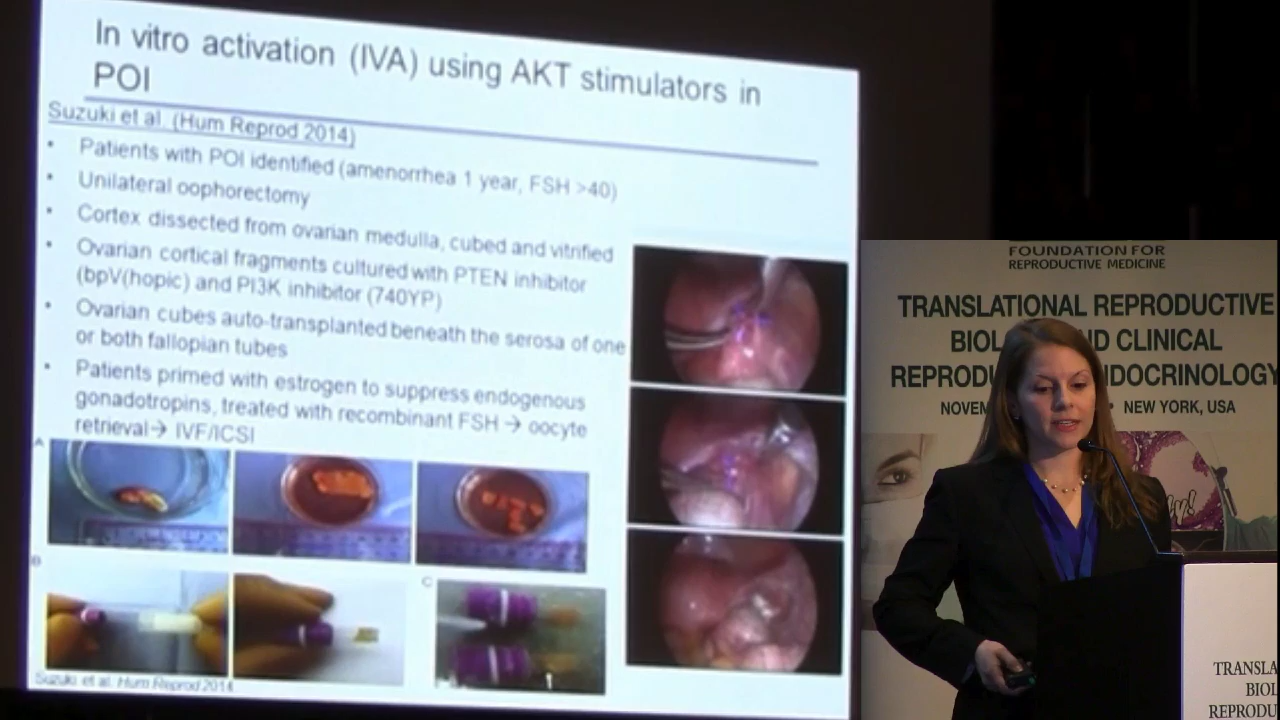 In vitro activation (IVA) using AKT stimulators in
POI
Suzuki et al. (Hum Reprod 2014)
• Patients with POI identified (amenorrhea 1 year, FSH >40)
• Unilateral oophorectomy
• Cortex dissected from ovarian medulla, cubed and vitrified
• Ovarian cortical fragments cultured with PTEN inhibitor
(bpV(hopic) and PI3K inhibitor (740YP)
• Ovarian cubes auto-transplanted beneath the serosa of one
or both fallopian tubes
• Patients primed with estrogen to suppress endogenous
gonadotropins, treated with recombinant FSH → oocyte
retrieval→ IVF/ICSI
A
B
C
Suzuki et al. Hum Reprod 2014
FOUNDATION FOR
REPRODUCTIVE MEDICINE
TRANSLATIONAL REPRODUCTIVE
BIOL ND CLINICAL
REPRODU NDOCRINOLOGY
NOVEM • NEW YORK, USA
TRANSLA
BIOL
REPRODU